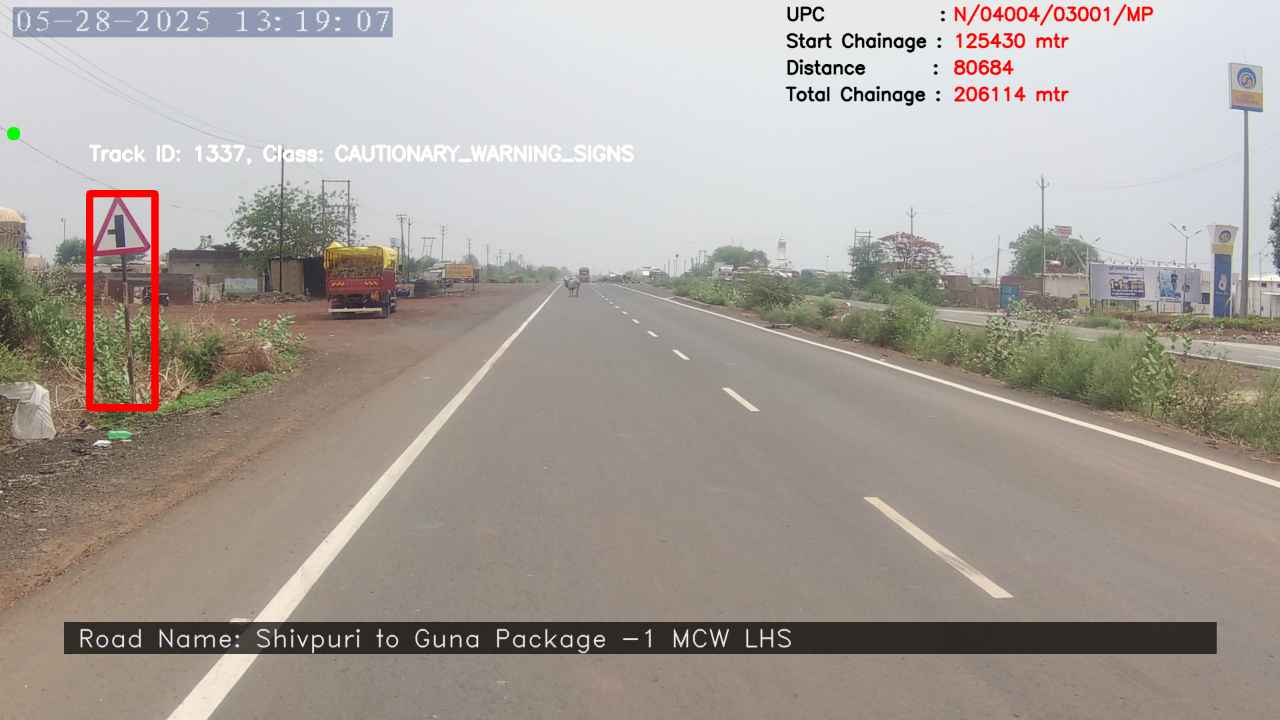 05-28-2025 13:19:07
UPC : N/04004/03001/MP
Start Chainage : 125430 mtr
Distance : 80684
Total Chainage : 206114 mtr
Track ID: 1337, Class: CAUTIONARY_WARNING_SIGNS
Road Name: Shivpuri to Guna Package -1 MCW LHS